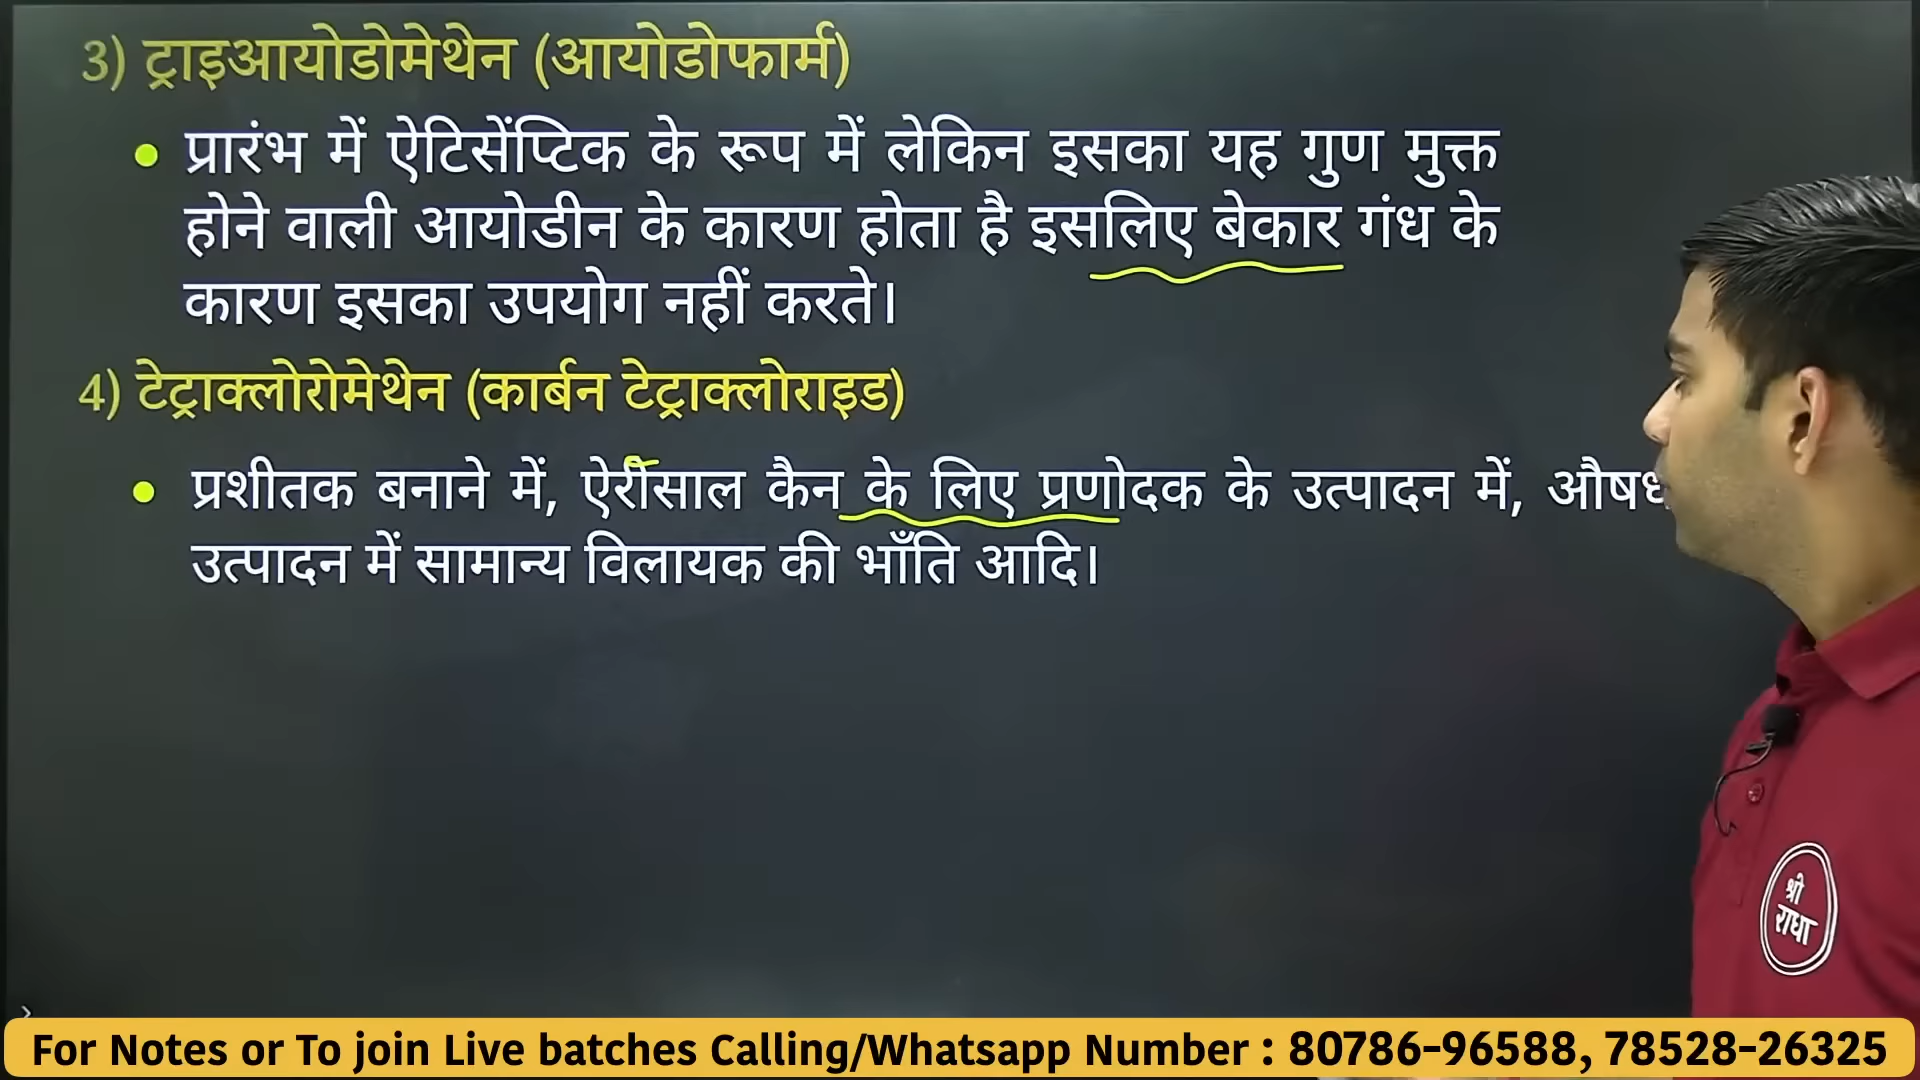 3) ट्राइआयोडोमेथेन (आयोडोफार्म)
प्रारंभ में ऐटिसेंप्टिक के रूप में लेकिन इसका यह गुण मुक्त
होने वाली आयोडीन के कारण होता है इसलिए बेकार गंध के
कारण इसका उपयोग नहीं करते।
4) टेट्राक्लोरोमेथेन (कार्बन टेट्राक्लोराइड)
प्रशीतक बनाने में, ऐरोसाल कैन के लिए प्रणोदक के उत्पादन में,
उत्पादन में सामान्य विलायक की भाँति आदि।
श्री
राधा
For Notes or To join Live batches Calling/Whatsapp Number : 80786-96588, 78528-26325